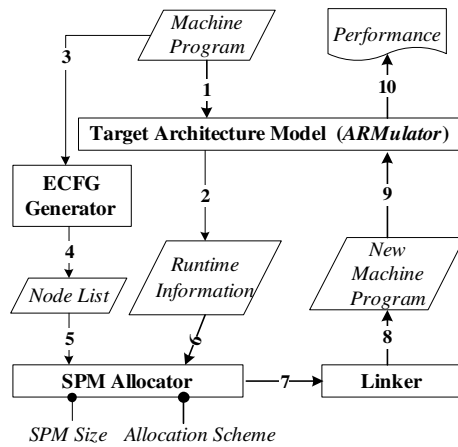 Machine
Program
Performance
3
1
10
Target Architecture Model (ARMulator)
ECFG
Generator
2
9
4
Node List
Runtime
Information
New
Machine
Program
5
6
8
SPM Allocator
7
Linker
SPM Size
Allocation Scheme